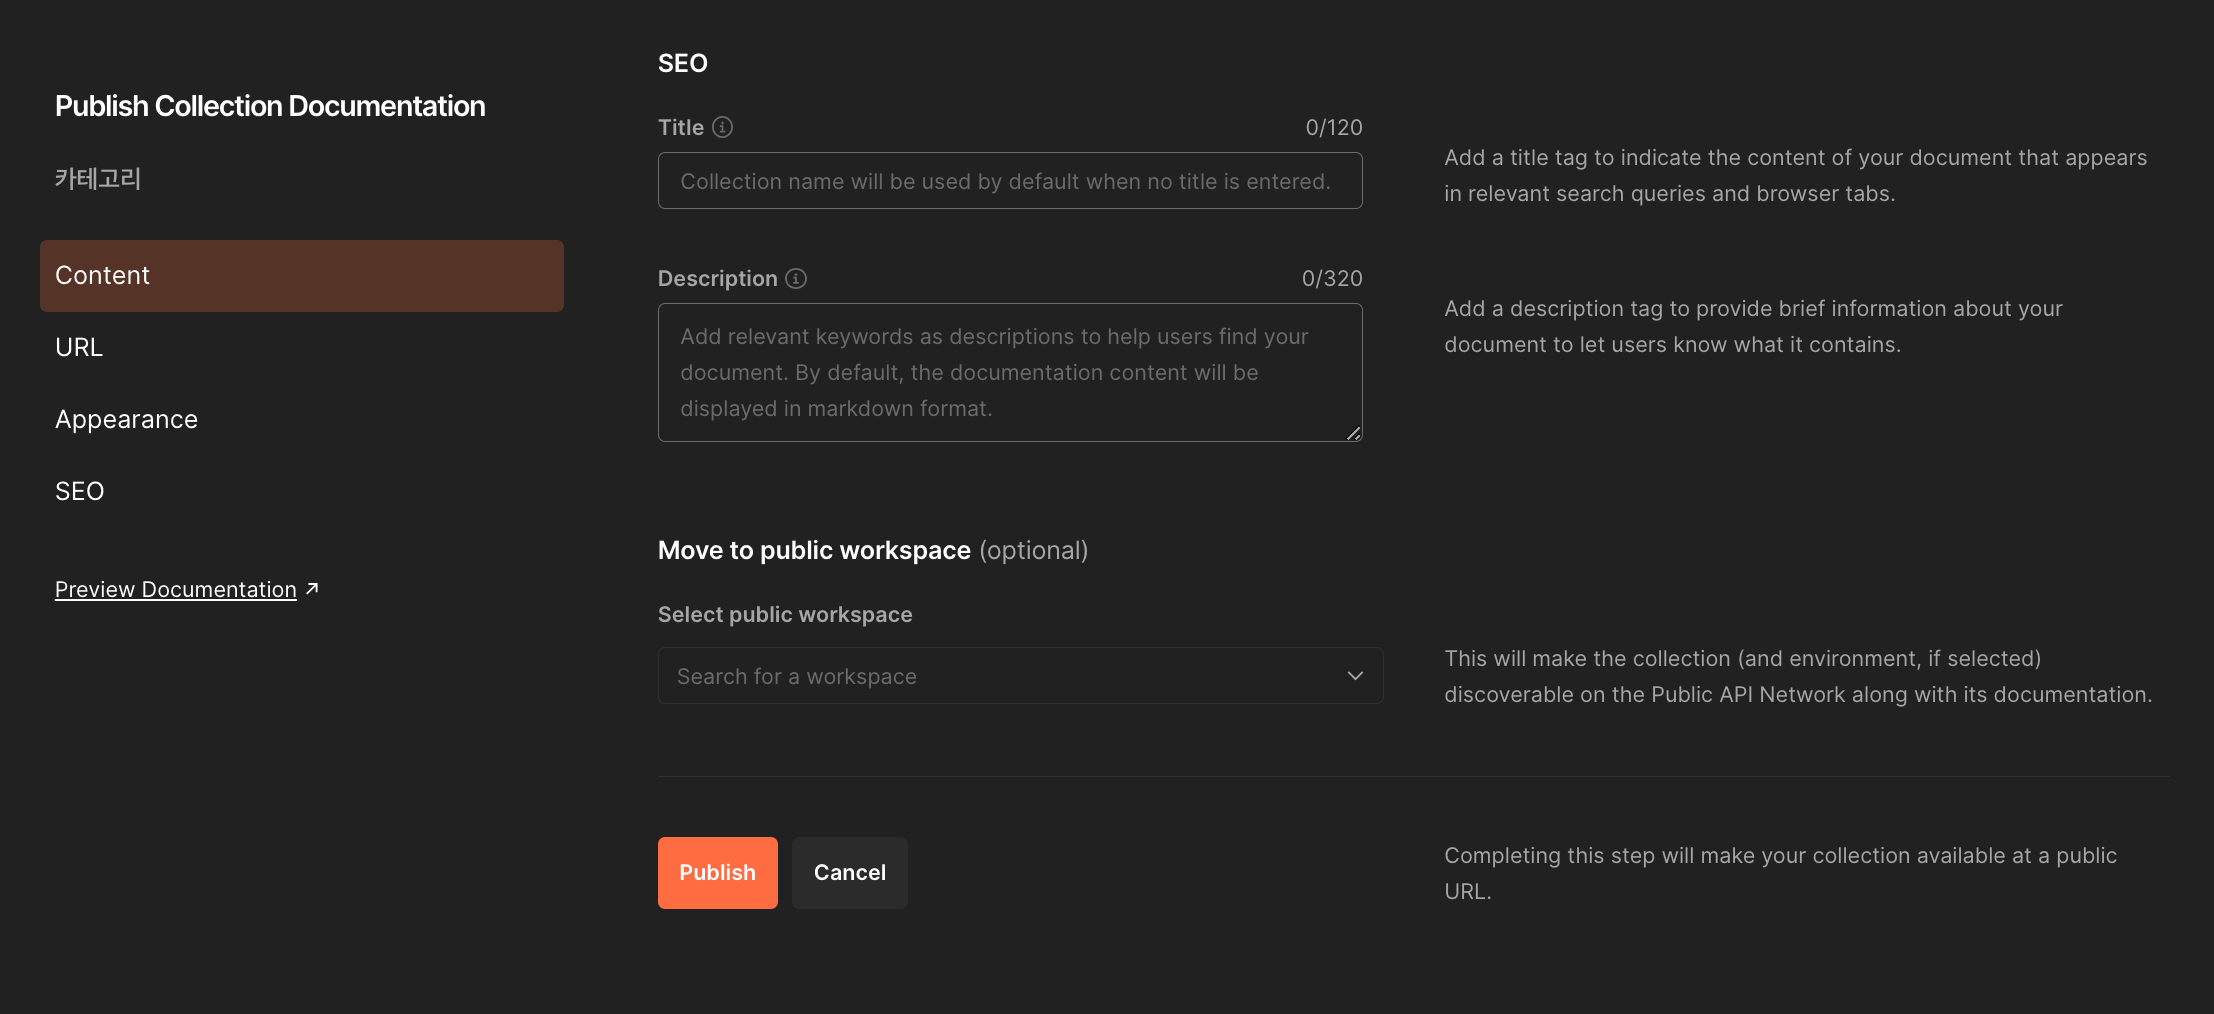 Publish Collection Documentation
카테고리
Content
URL
Appearance
SEO
Preview Documentation ↗
SEO
Title
0/120
Collection name will be used by default when no title is entered.
Add a title tag to indicate the content of your document that appears
in relevant search queries and browser tabs.
Description
0/320
Add relevant keywords as descriptions to help users find your
document. By default, the documentation content will be
displayed in markdown format.
Add a description tag to provide brief information about your
document to let users know what it contains.
Move to public workspace (optional)
Select public workspace
Search for a workspace
This will make the collection (and environment, if selected)
discoverable on the Public API Network along with its documentation.
Publish
Cancel
Completing this step will make your collection available at a public
URL.